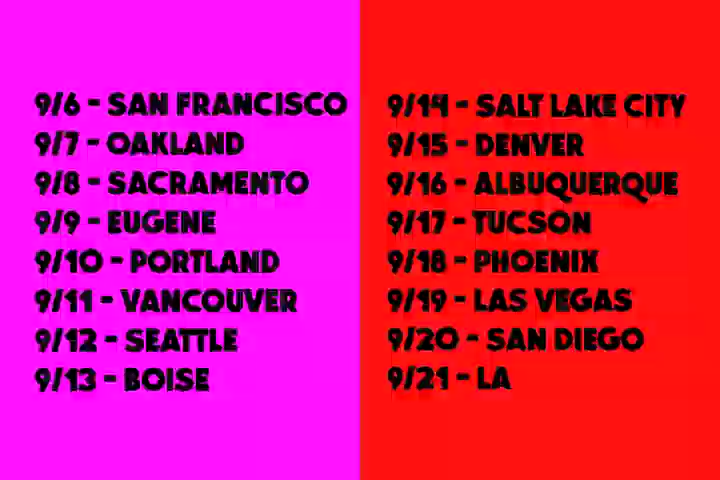 9/6 - SAN FRANCISCO
9/7 - OAKLAND
9/8 - SACRAMENTO
9/9 - EUGENE
9/10 - PORTLAND
9/11 - VANCOUVER
9/12 - SEATTLE
9/13 - BOISE
9/14 - SALT LAKE CITY
9/15 - DENVER
9/16 - ALBUQUERQUE
9/17 - TUCSON
9/18 - PHOENIX
9/19 - LAS VEGAS
9/20 - SAN DIEGO
9/21 - LA